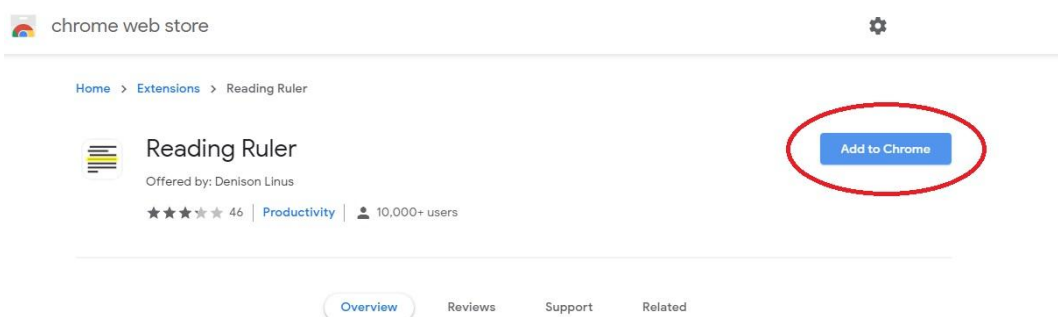 chrome web store
Home > Extensions > Reading Ruler
Reading Ruler
Add to Chrome
Offered by: Denison Linus
46 | Productivity | 10,000+ users
Overview Reviews Support Related